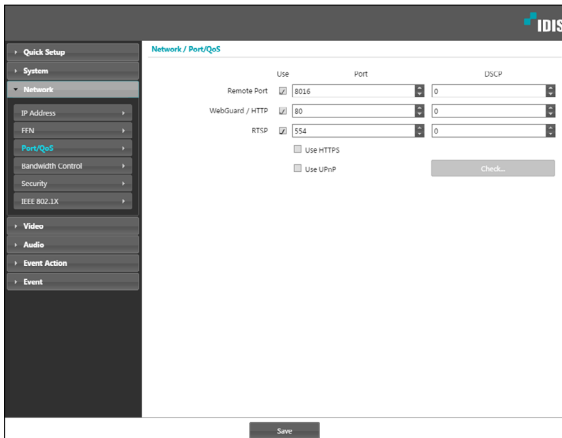 IDIS
Quick Setup
System
Network
IP Address
FEN
Port/QoS
Bandwidth Control
Security
IEEE 802.1X
Video
Audio
Event Action
Event
Network / Port/QoS
Use Port DSCP
Remote Port 8016 0
WebGuard / HTTP 80 0
RTSP 554 0
Use HTTPS
Use UPnP Check...
Save